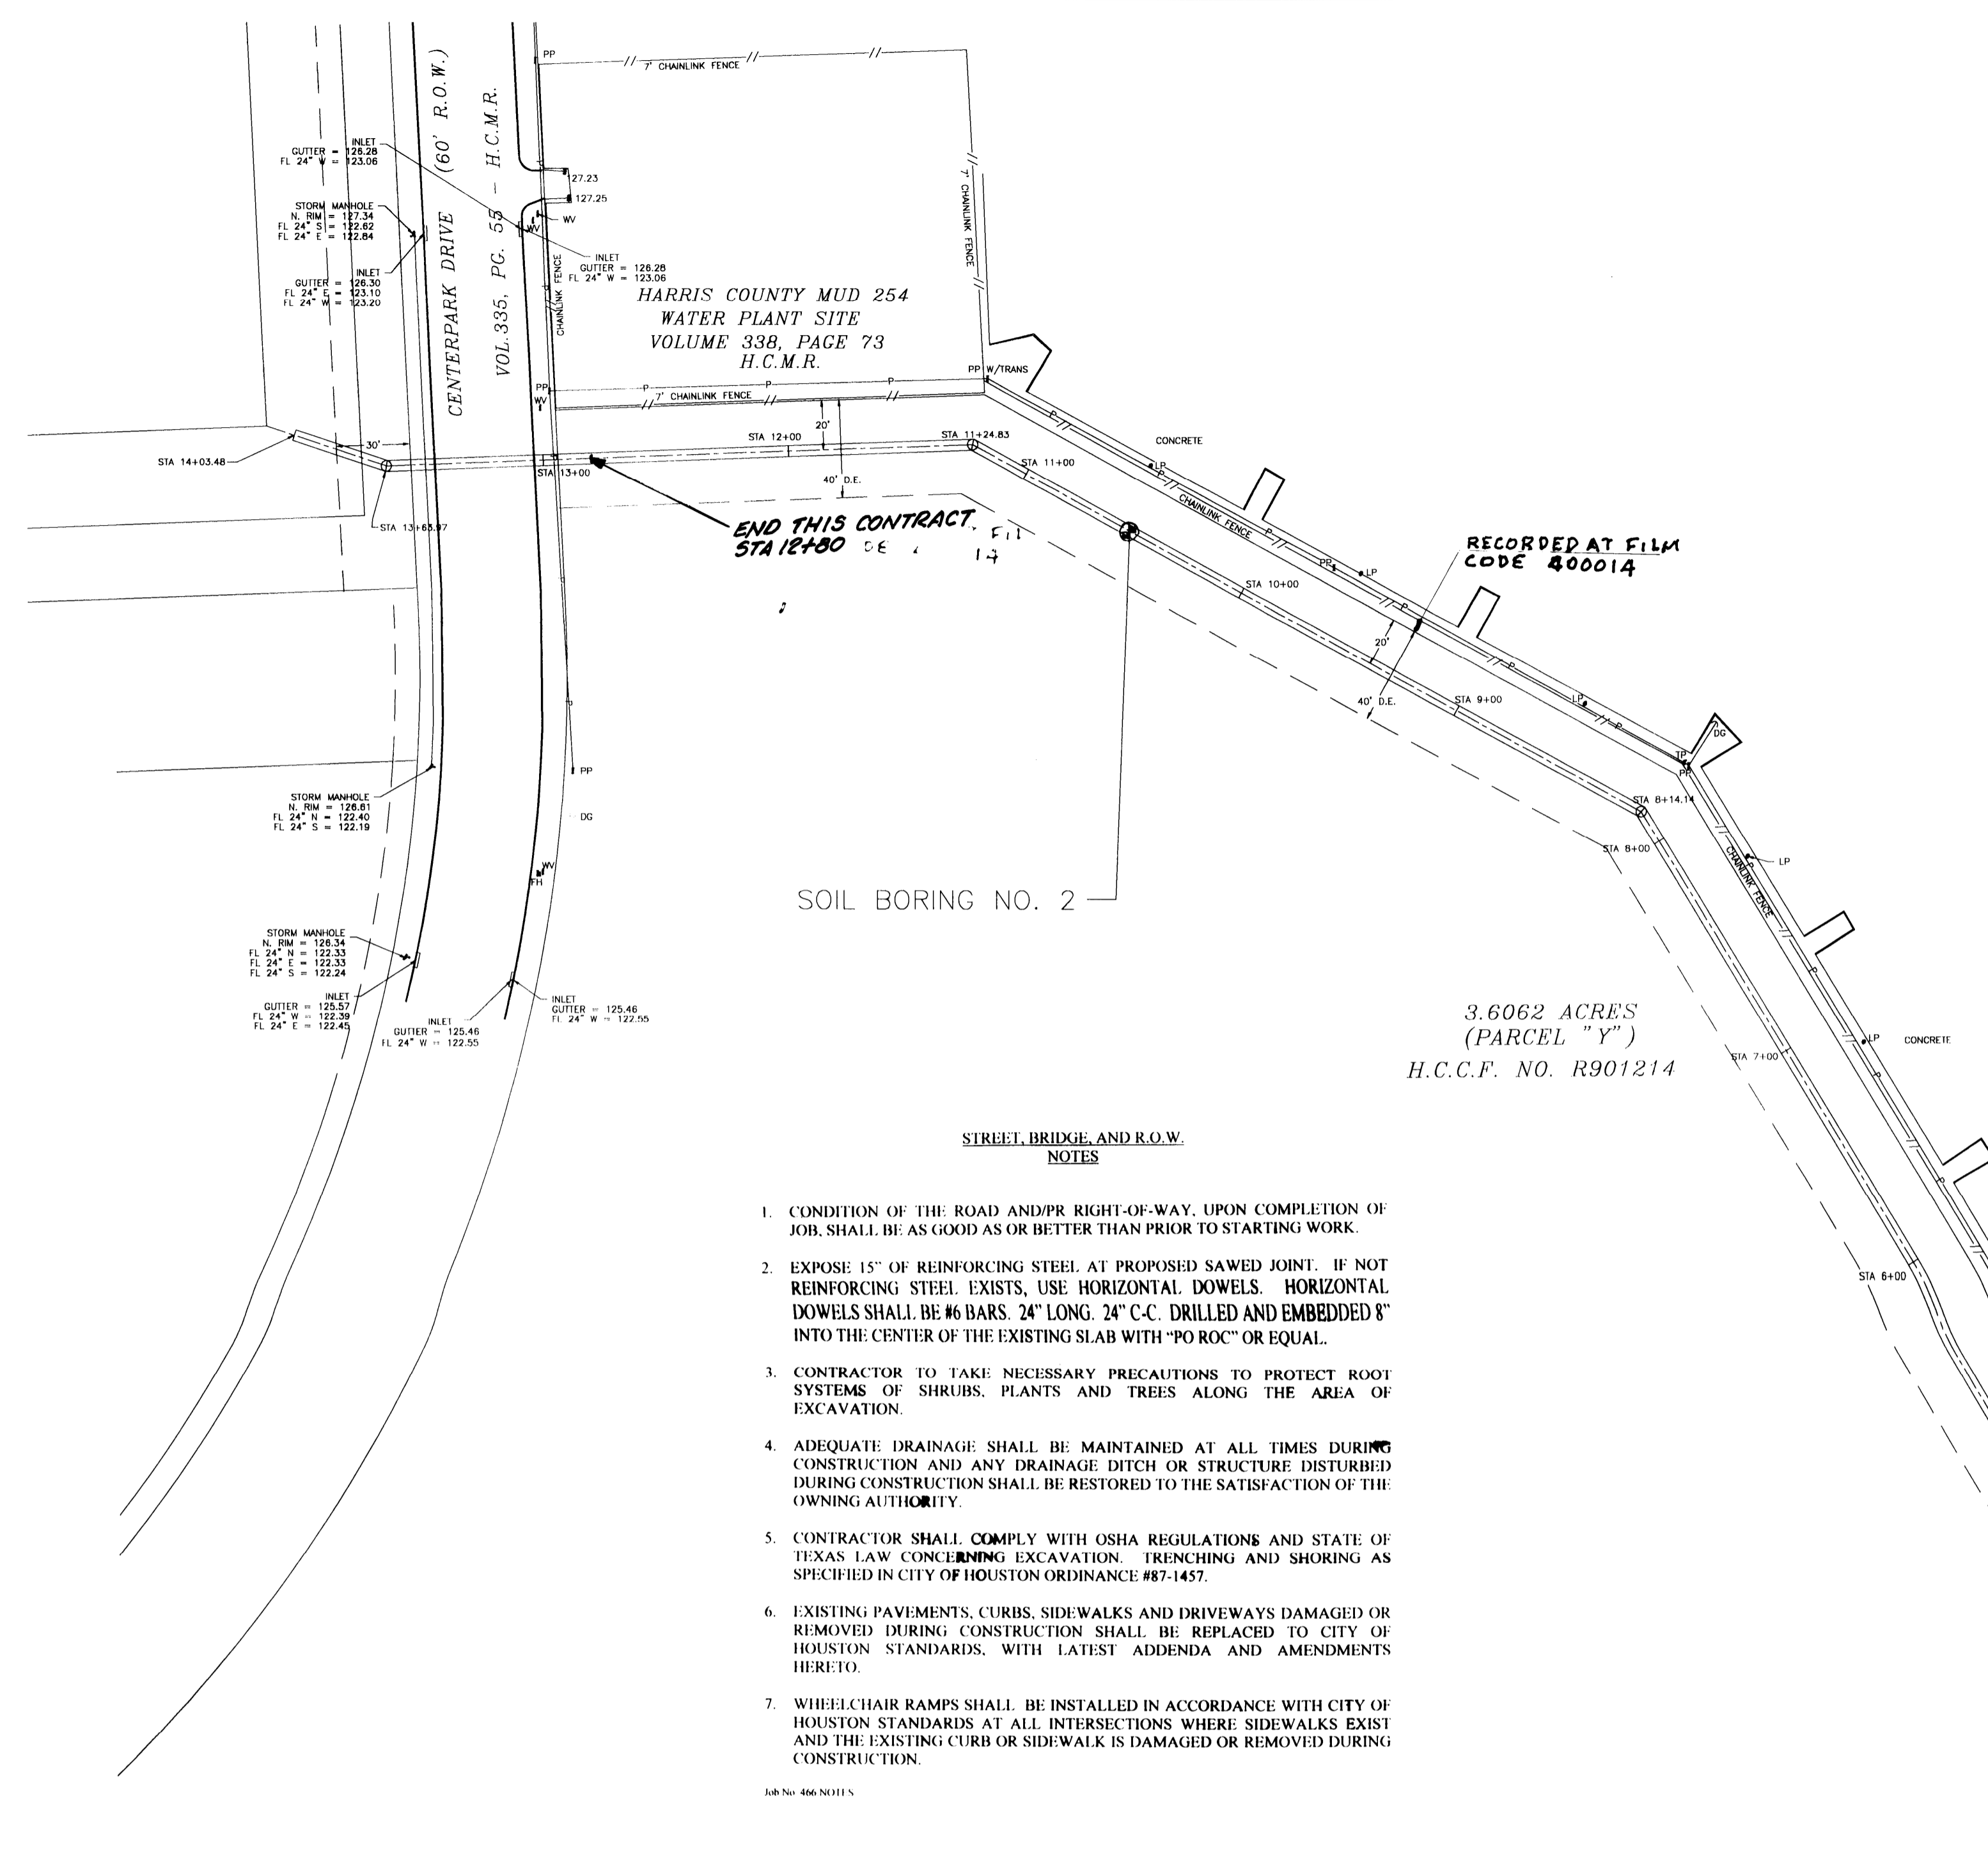 PP
7' CHAINLINK FENCE
INLET
GUTTER = 126.28
FL 24" W = 123.06
CENTERPARK DRIVE (60' R.O.W.)
VOL.335, PG. 55 - H.C.M.R.
27.23
127.25
WV
WV
STORM MANHOLE
N. RIM = 127.34
FL 24" S = 122.62
FL 24" E = 122.84
INLET
GUTTER = 126.30
FL 24" E = 123.10
FL 24" W = 123.20
INLET
GUTTER = 126.28
FL 24" W = 123.06
CHAINLINK FENCE
7' CHAINLINK FENCE
HARRIS COUNTY MUD 254
WATER PLANT SITE
VOLUME 338, PAGE 73
H.C.M.R.
PP W/TRANS
PP
WV
P
P
P
7' CHAINLINK FENCE
20'
40' D.E.
30'
STA 14+03.48
STA 13+63.97
STA 13+00
STA 12+00
STA 11+24.83
STA 11+00
CONCRETE
LP
P
P
CHAINLINK FENCE
END THIS CONTRACT
STA 12+80
RECORDED AT FILM
CODE 400014
PP
LP
P
STA 10+00
20'
40' D.E.
P
STA 9+00
LP
P
DG
TP
PP
STA 8+14.14
STA 8+00
CHAINLINK FENCE
P
LP
PP
DG
STORM MANHOLE
N. RIM = 126.61
FL 24" N = 122.40
FL 24" S = 122.19
WV
FH
SOIL BORING NO. 2
STORM MANHOLE
N. RIM = 126.34
FL 24" N = 122.33
FL 24" E = 122.33
FL 24" S = 122.24
INLET
GUTTER = 125.57
FL 24" W = 122.39
FL 24" E = 122.45
INLET
GUTTER = 125.46
FL 24" W = 122.55
INLET
GUTTER = 125.46
FL 24" W = 122.55
P
3.6062 ACRES
(PARCEL "Y")
H.C.C.F. NO. R901214
STA 7+00
LP
CONCRETE
P
P
STA 6+00
STREET, BRIDGE, AND R.O.W.
NOTES
1. CONDITION OF THE ROAD AND/PR RIGHT-OF-WAY, UPON COMPLETION OF
JOB, SHALL BE AS GOOD AS OR BETTER THAN PRIOR TO STARTING WORK.
2. EXPOSE 15" OF REINFORCING STEEL AT PROPOSED SAWED JOINT. IF NOT
REINFORCING STEEL EXISTS, USE HORIZONTAL DOWELS. HORIZONTAL
DOWELS SHALL BE #6 BARS. 24" LONG. 24" C-C. DRILLED AND EMBEDDED 8"
INTO THE CENTER OF THE EXISTING SLAB WITH "PO ROC" OR EQUAL.
3. CONTRACTOR TO TAKE NECESSARY PRECAUTIONS TO PROTECT ROOT
SYSTEMS OF SHRUBS, PLANTS AND TREES ALONG THE AREA OF
EXCAVATION.
4. ADEQUATE DRAINAGE SHALL BE MAINTAINED AT ALL TIMES DURING
CONSTRUCTION AND ANY DRAINAGE DITCH OR STRUCTURE DISTURBED
DURING CONSTRUCTION SHALL BE RESTORED TO THE SATISFACTION OF THE
OWNING AUTHORITY.
5. CONTRACTOR SHALL COMPLY WITH OSHA REGULATIONS AND STATE OF
TEXAS LAW CONCERNING EXCAVATION. TRENCHING AND SHORING AS
SPECIFIED IN CITY OF HOUSTON ORDINANCE #87-1457.
6. EXISTING PAVEMENTS, CURBS, SIDEWALKS AND DRIVEWAYS DAMAGED OR
REMOVED DURING CONSTRUCTION SHALL BE REPLACED TO CITY OF
HOUSTON STANDARDS, WITH LATEST ADDENDA AND AMENDMENTS
HERETO.
7. WHEELCHAIR RAMPS SHALL BE INSTALLED IN ACCORDANCE WITH CITY OF
HOUSTON STANDARDS AT ALL INTERSECTIONS WHERE SIDEWALKS EXIST
AND THE EXISTING CURB OR SIDEWALK IS DAMAGED OR REMOVED DURING
CONSTRUCTION.
Job No 466 NOTES